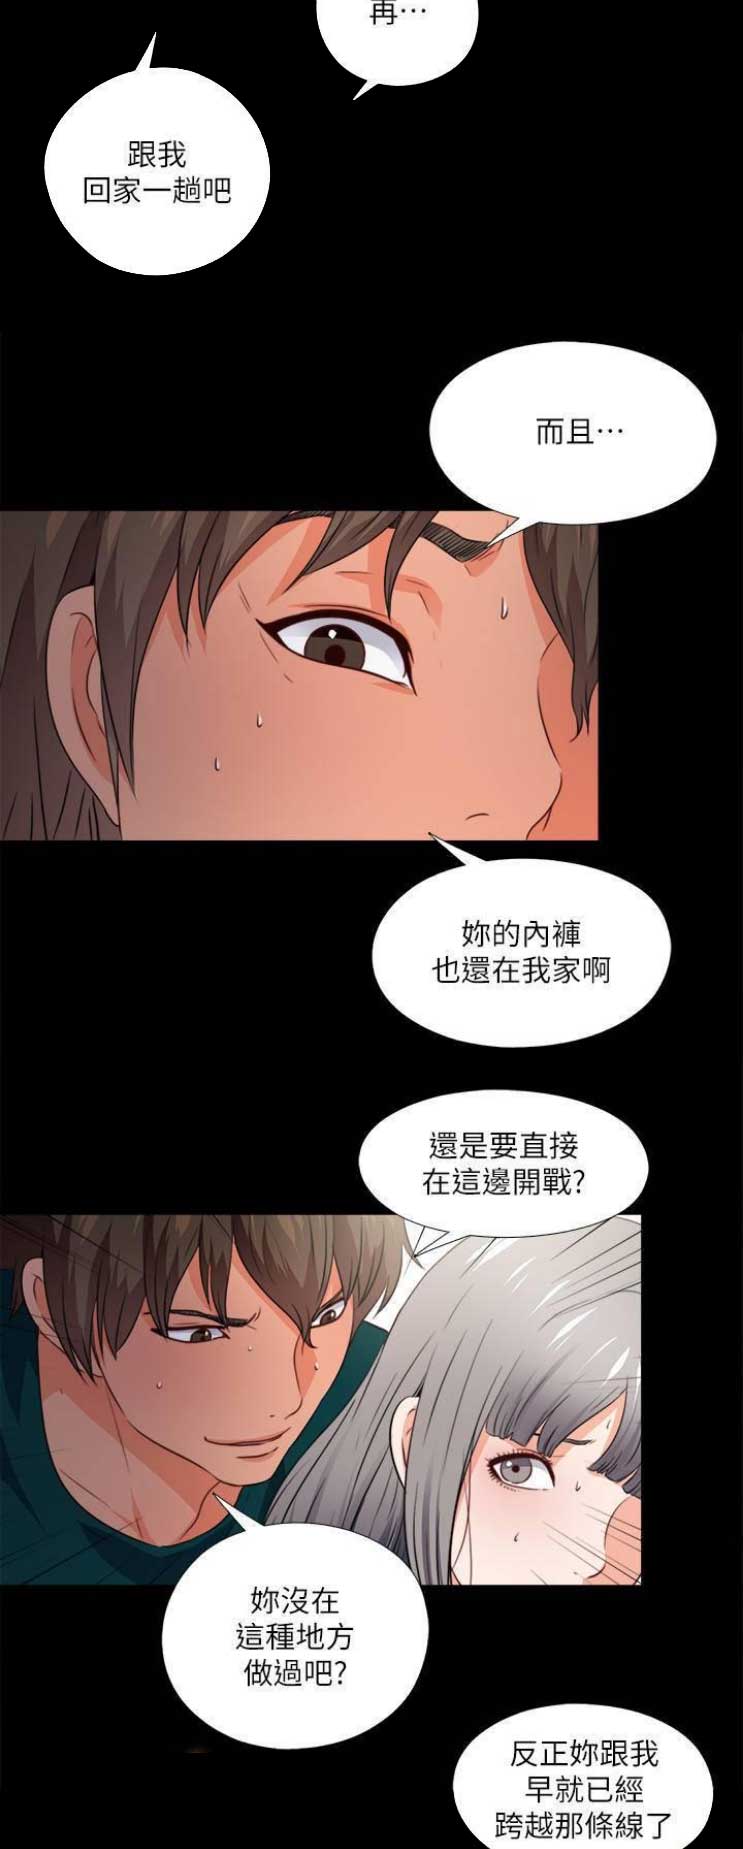 再⋯
跟我
回家一趟吧
而且⋯
妳的內褲
也還在我家啊
還是要直接
在這邊開戰?
妳沒在
這種地方
做過吧?
反正妳跟我
早就已經
跨越那條線了